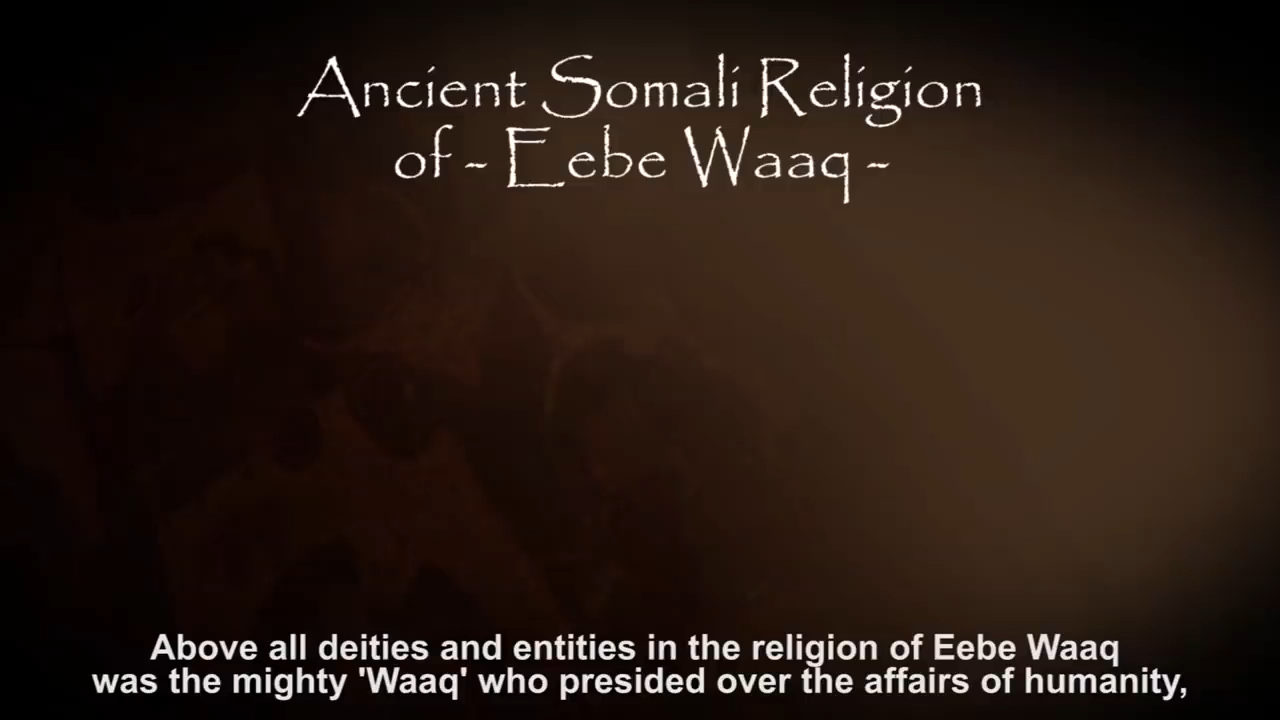 Ancient Somali Religion
of - Eebe Waaq -
Above all deities and entities in the religion of Eebe Waaq
was the mighty 'Waaq' who presided over the affairs of humanity,